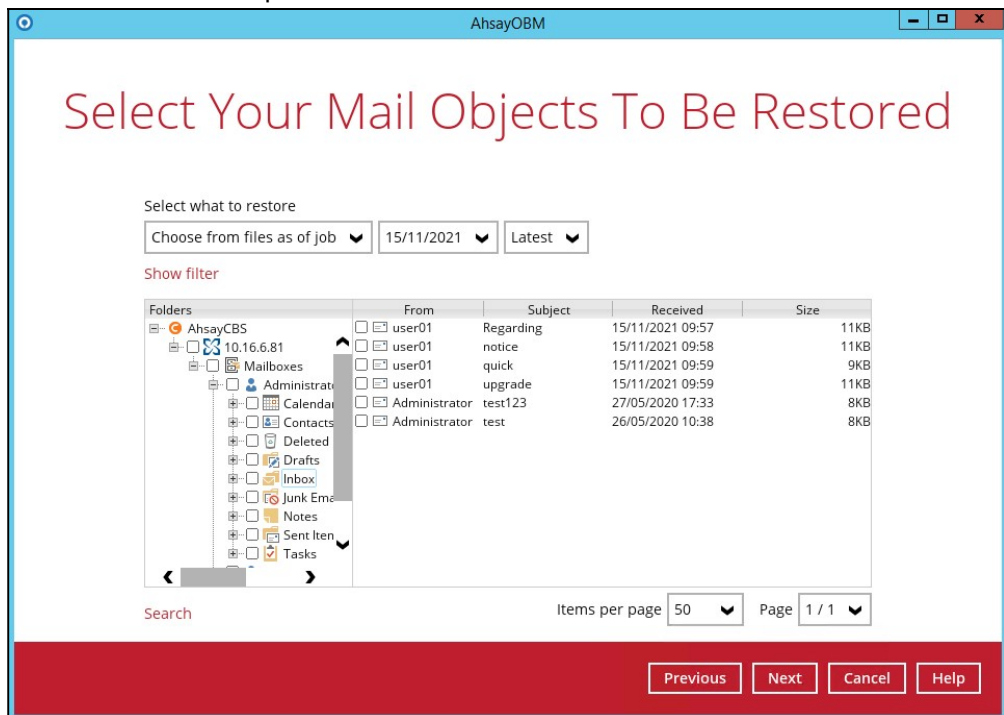 AhsayOBM
Select Your Mail Objects To Be Restored
Select what to restore
Choose from files as of job 15/11/2021 Latest
Show filter
Folders From Subject Received Size
AhsayCBS
10.16.6.81
Mailboxes
Administrato
Calendar
Contacts
Deleted
Drafts
Inbox
Junk Ema
Notes
Sent Item
Tasks
user01 Regarding 15/11/2021 09:57 11KB
user01 notice 15/11/2021 09:58 11KB
user01 quick 15/11/2021 09:59 9KB
user01 upgrade 15/11/2021 09:59 11KB
Administrator test123 27/05/2020 17:33 8KB
Administrator test 26/05/2020 10:38 8KB
Search Items per page 50 Page 1 / 1
Previous Next Cancel Help